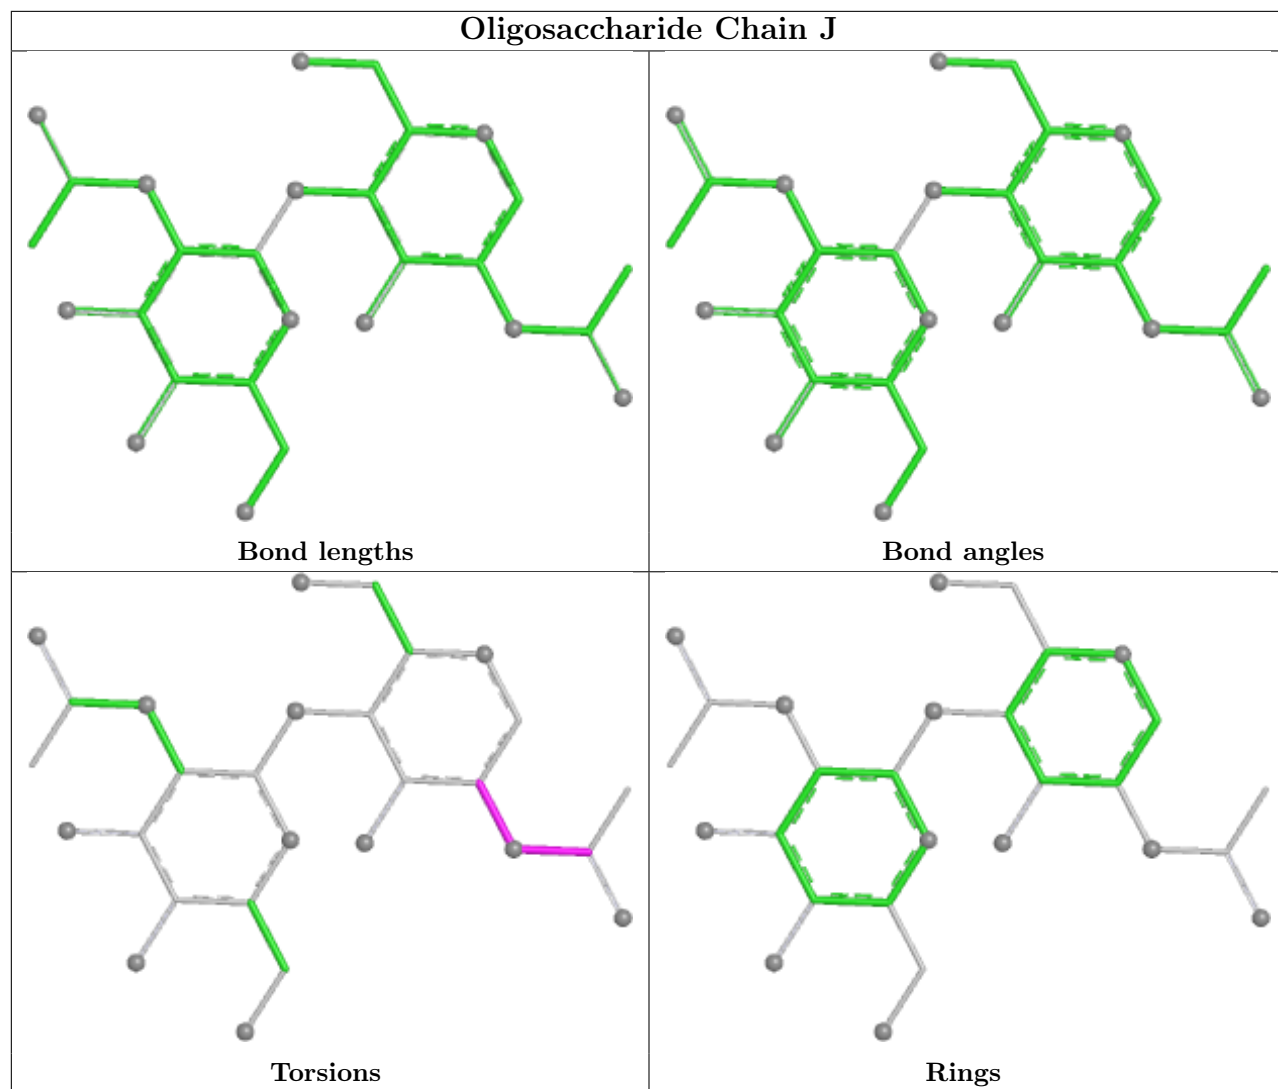 Oligosaccharide Chain J
Bond lengths
Bond angles
Torsions
Rings